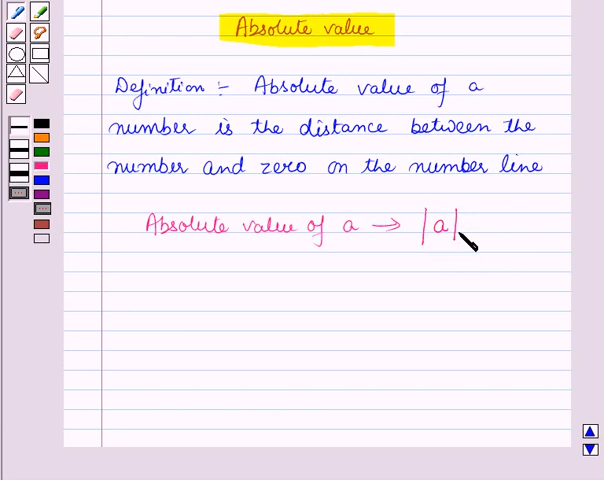 Absolute value
Definition :- Absolute value of a
number is the distance between the
number and zero on the number line
Absolute value of a → |a|